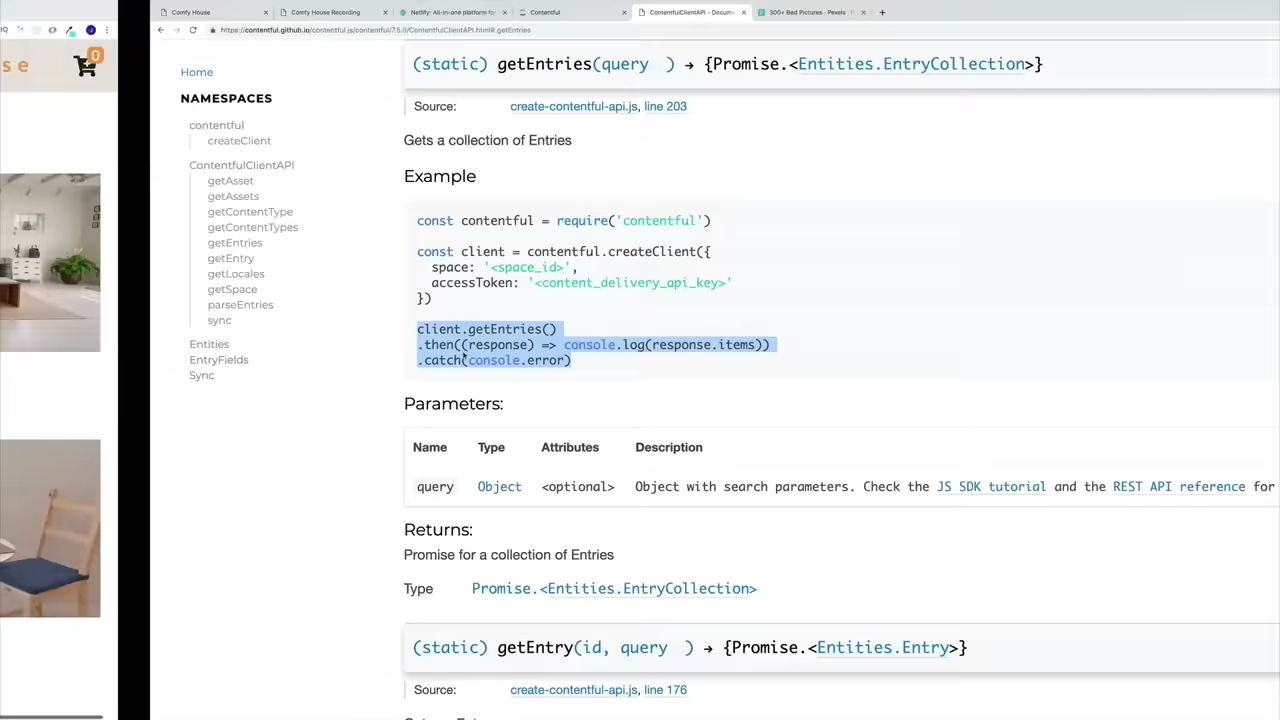 Comfy House
Comfy House Recording
Netlify: All-in-one platform for
Contentful
ContentfulClientAPI - Docume
300+ Bed Pictures - Pexels · F
https://contentful.github.io/contentful.js/contentful/7.5.0/ContentfulClientAPI.html#.getEntries
0
s e
Home
NAMESPACES
contentful
createClient
ContentfulClientAPI
getAsset
getAssets
getContentType
getContentTypes
getEntries
getEntry
getLocales
getSpace
parseEntries
sync
Entities
EntryFields
Sync
(static) getEntries(query ) → {Promise.<Entities.EntryCollection>}
Source: create-contentful-api.js, line 203
Gets a collection of Entries
Example
const contentful = require('contentful')
const client = contentful.createClient({
space: '<space_id>',
accessToken: '<content_delivery_api_key>'
})
client.getEntries()
.then((response) => console.log(response.items))
.catch(console.error)
Parameters:
Name Type Attributes Description
query Object <optional> Object with search parameters. Check the JS SDK tutorial and the REST API reference for
Returns:
Promise for a collection of Entries
Type Promise.<Entities.EntryCollection>
(static) getEntry(id, query ) → {Promise.<Entities.Entry>}
Source: create-contentful-api.js, line 176